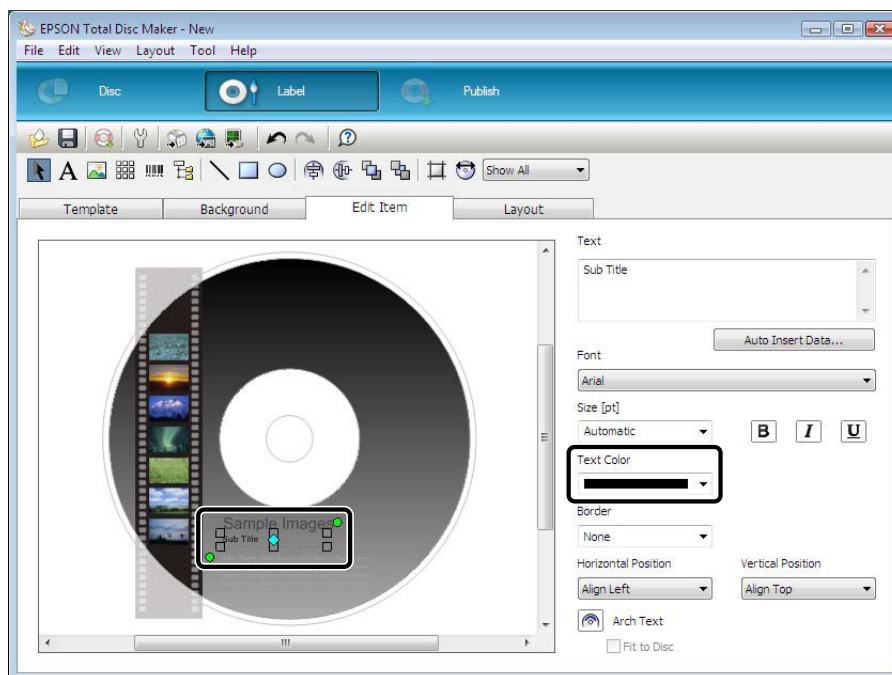 EPSON Total Disc Maker - New
File Edit View Layout Tool Help
Disc Label Publish
Show All
Template Background Edit Item Layout
Text
Sub Title
Auto Insert Data...
Font
Arial
Size [pt]
Automatic B I U
Text Color
Border
None
Horizontal Position Vertical Position
Align Left Align Top
Arch Text
Fit to Disc
Sample Images
Sub Title